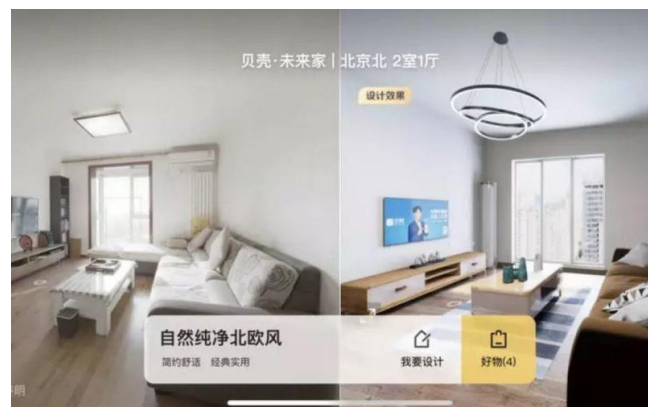 贝壳·未来家 | 北京北 2室1厅
设计效果
自然纯净北欧风
简约舒适 经典实用
我要设计
好物(4)
明